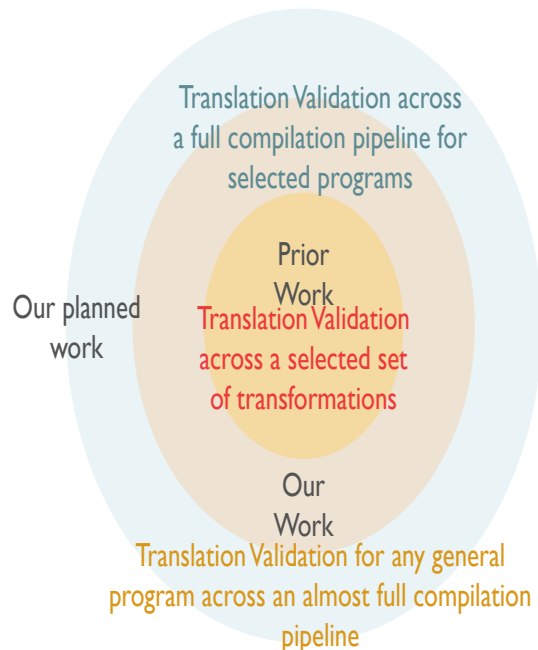 Translation Validation across
a full compilation pipeline for
selected programs
Prior
Work
Our planned
work
Translation Validation
across a selected set
of transformations
Our
Work
Translation Validation for any general
program across an almost full compilation
pipeline